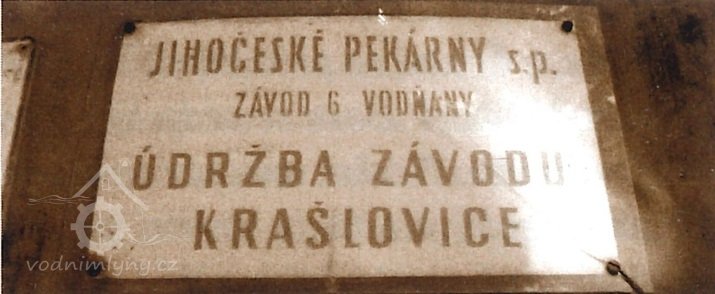 JIHOČESKÉ PEKÁRNY s.p.
ZÁVOD 6 VODŇANY
ÚDRŽBA ZÁVODU
KRAŠLOVICE
vodnimlyny.cz